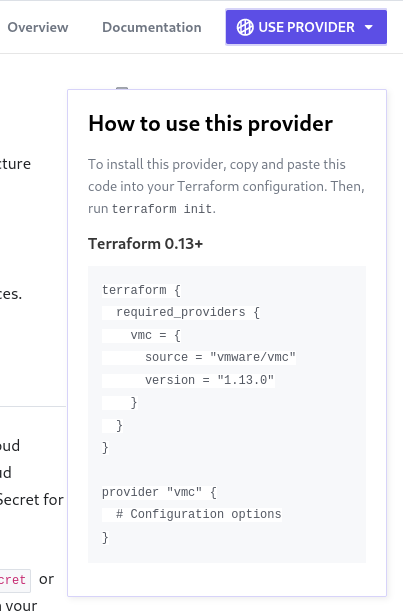 Overview Documentation USE PROVIDER
How to use this provider
To install this provider, copy and paste this
code into your Terraform configuration. Then,
run terraform init.
Terraform 0.13+
terraform {
  required_providers {
    vmc = {
      source = "vmware/vmc"
      version = "1.13.0"
    }
  }
}
provider "vmc" {
  # Configuration options
}
cture
ces.
oud
ud
Secret for
cret or
your